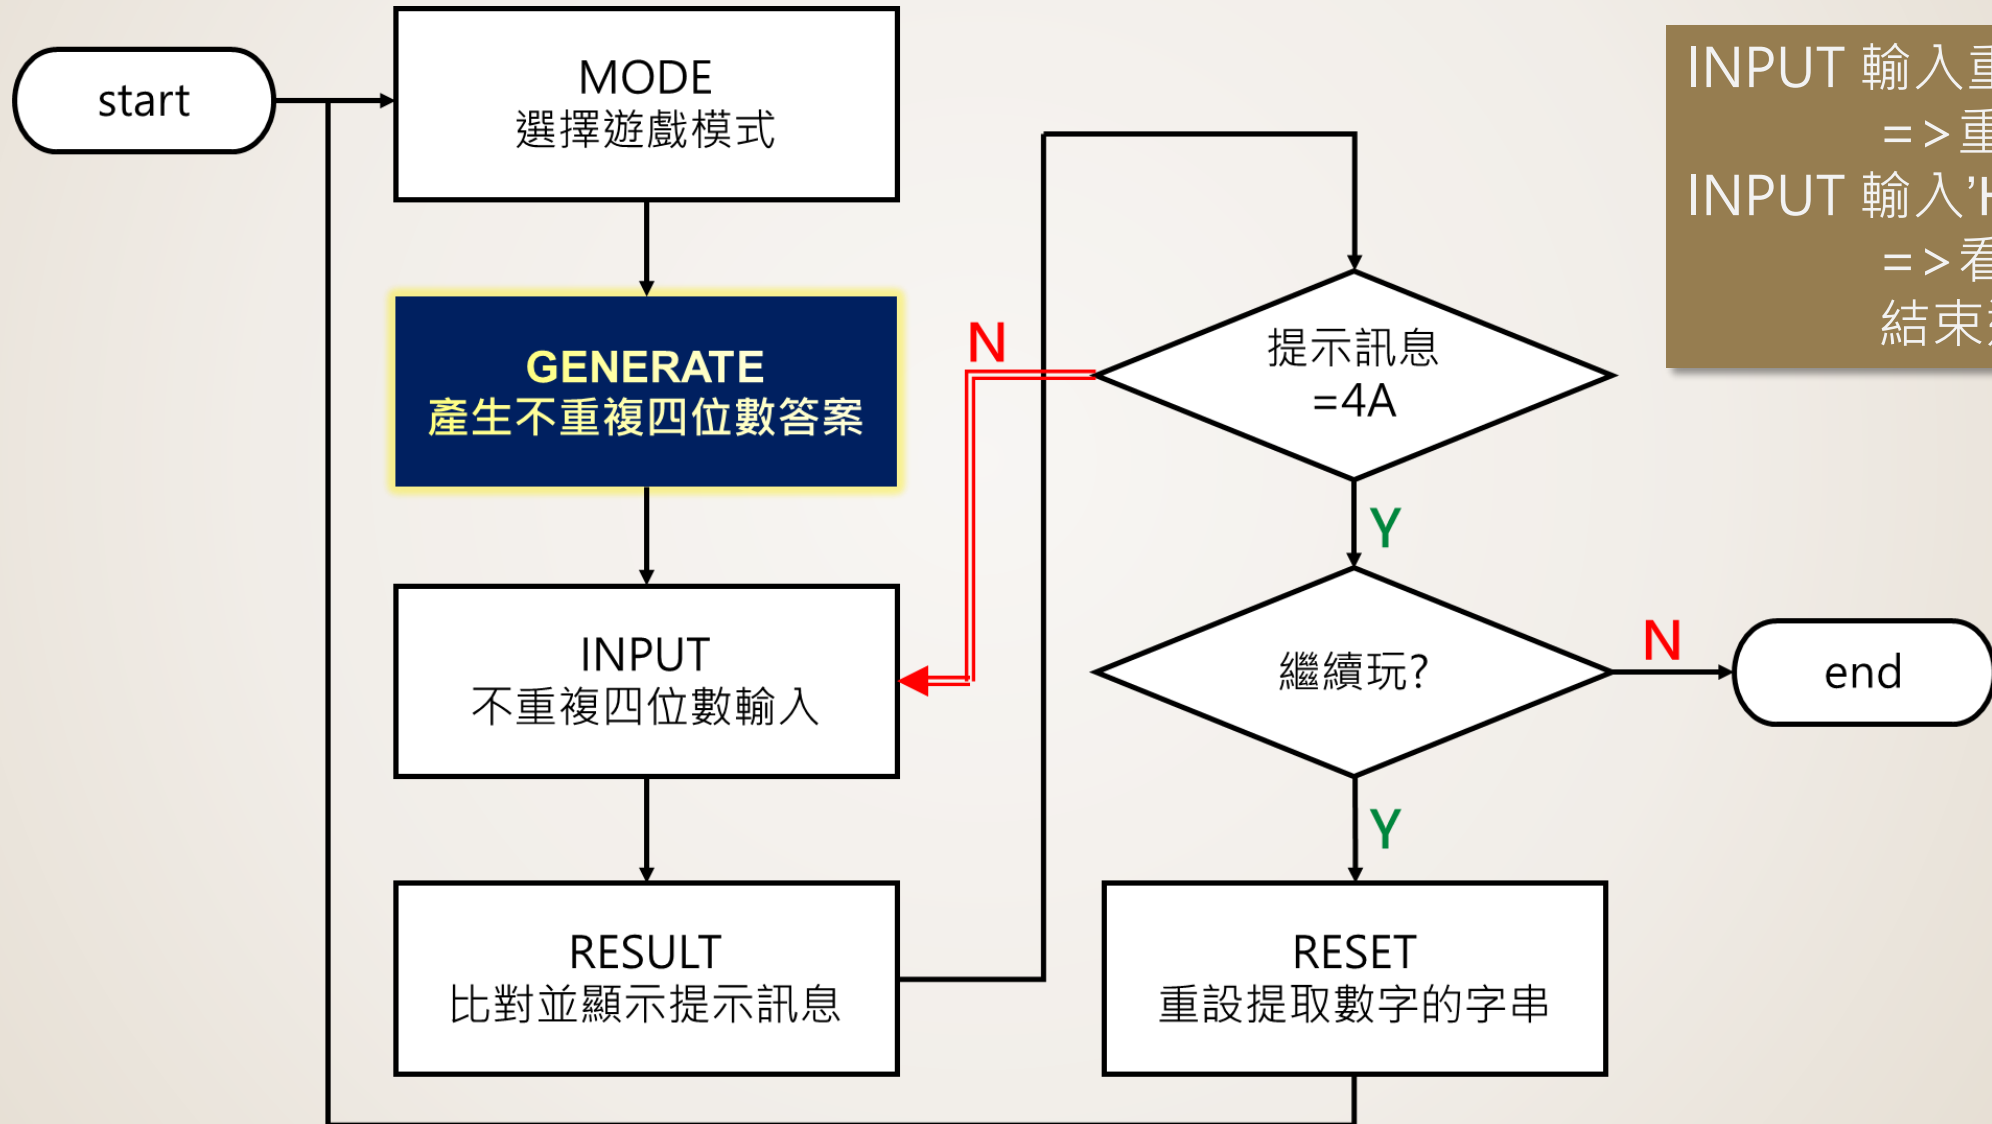 start
MODE
選擇遊戲模式
GENERATE
產生不重複四位數答案
INPUT
不重複四位數輸入
RESULT
比對並顯示提示訊息
提示訊息
=4A
N
Y
繼續玩?
N
end
Y
RESET
重設提取數字的字串
INPUT 輸入重
=>重
INPUT 輸入'H
=>看
結束